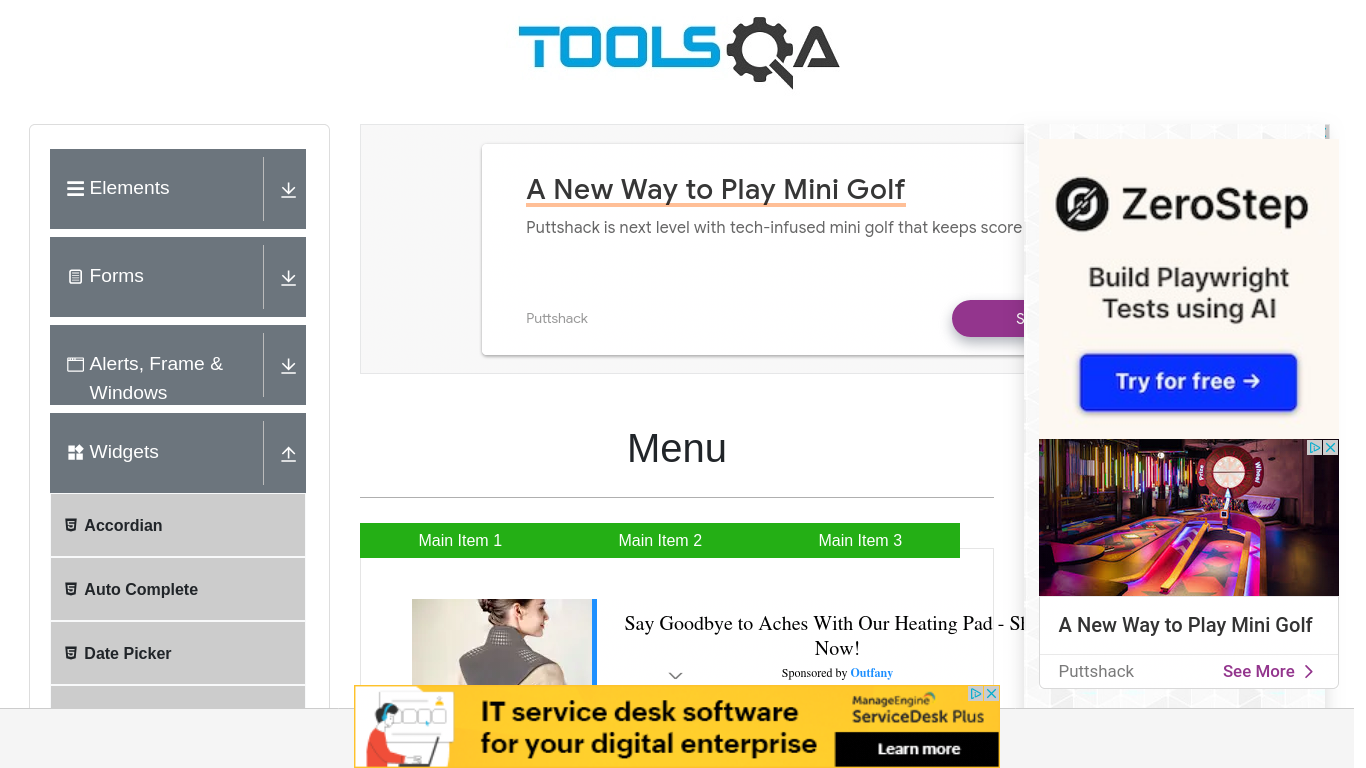 TOOLSQA
Elements
Forms
Alerts, Frame &
Windows
Widgets
Accordian
Auto Complete
Date Picker
A New Way to Play Mini Golf
Puttshack is next level with tech-infused mini golf that keeps score
Puttshack
Menu
Main Item 1
Main Item 2
Main Item 3
Say Goodbye to Aches With Our Heating Pad -
Now!
Sponsored by Outfany
ZeroStep
Build Playwright
Tests using AI
Try for free →
A New Way to Play Mini Golf
Puttshack
See More
IT service desk software
for your digital enterprise
ManageEngine
ServiceDesk Plus
Learn more